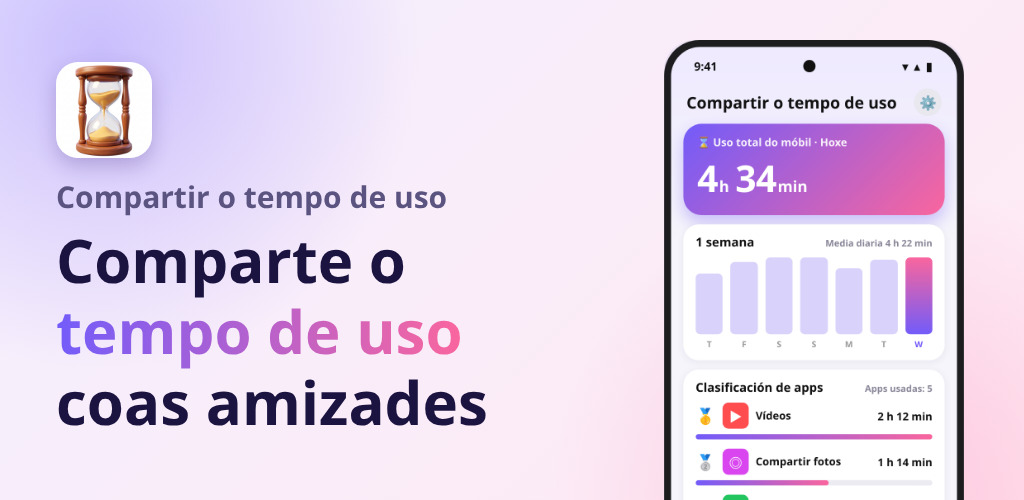 Compartir o tempo de uso
Comparte o
tempo de uso
coas amizades
9:41
Compartir o tempo de uso
Uso total do móbil · Hoxe
4h 34min
1 semana
Media diaria 4 h 22 min
T F S S M T W
Clasificación de apps
Apps usadas: 5
Vídeos
2 h 12 min
Compartir fotos
1 h 14 min